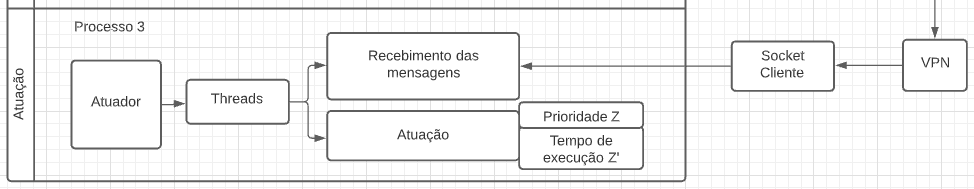 Processo 3
Atuação
Atuador
Threads
Recebimento das
mensagens
Atuação
Prioridade Z
Tempo de
execução Z'
Socket
Cliente
VPN